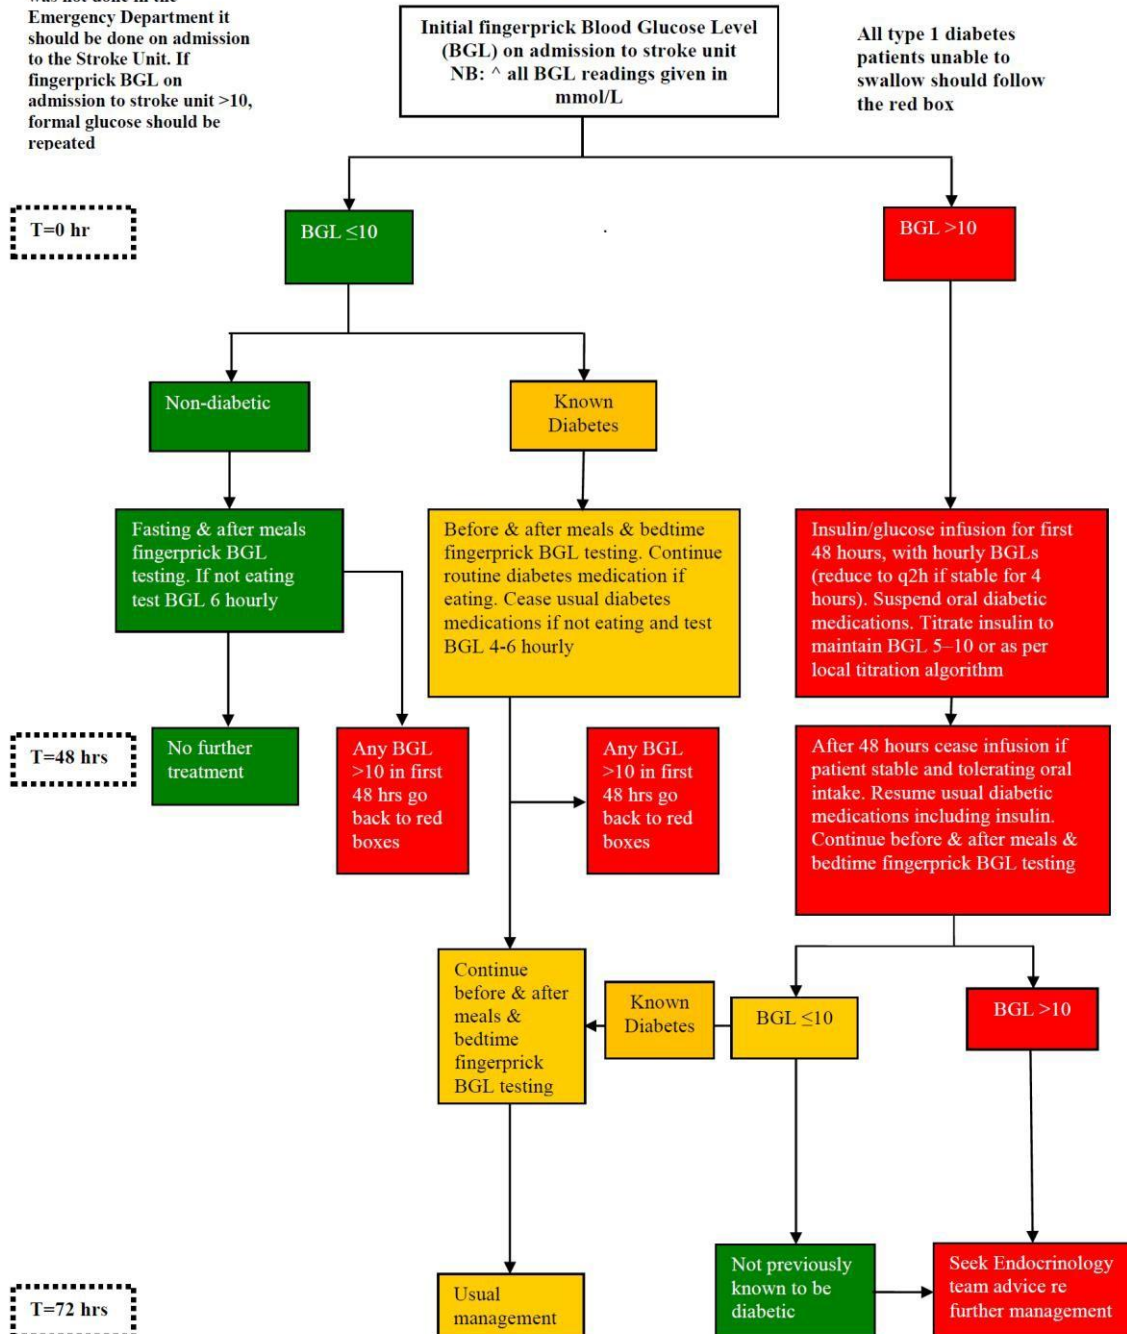 was not done in the
Emergency Department it
should be done on admission
to the Stroke Unit. If
fingerprick BGL on
admission to stroke unit >10,
formal glucose should be
repeated
Initial fingerprick Blood Glucose Level
(BGL) on admission to stroke unit
NB: ^ all BGL readings given in
mmol/L
All type 1 diabetes
patients unable to
swallow should follow
the red box
T=0 hr
BGL ≤10
BGL >10
Non-diabetic
Known
Diabetes
Fasting & after meals
fingerprick BGL
testing. If not eating
test BGL 6 hourly
Before & after meals & bedtime
fingerprick BGL testing. Continue
routine diabetes medication if
eating. Cease usual diabetes
medications if not eating and test
BGL 4-6 hourly
Insulin/glucose infusion for first
48 hours, with hourly BGLs
(reduce to q2h if stable for 4
hours). Suspend oral diabetic
medications. Titrate insulin to
maintain BGL 5–10 or as per
local titration algorithm
T=48 hrs
No further
treatment
Any BGL
>10 in first
48 hrs go
back to red
boxes
Any BGL
>10 in first
48 hrs go
back to red
boxes
After 48 hours cease infusion if
patient stable and tolerating oral
intake. Resume usual diabetic
medications including insulin.
Continue before & after meals &
bedtime fingerprick BGL testing
Continue
before & after
meals &
bedtime
fingerprick
BGL testing
Known
Diabetes
BGL ≤10
BGL >10
T=72 hrs
Usual
management
Not previously
known to be
diabetic
Seek Endocrinology
team advice re
further management